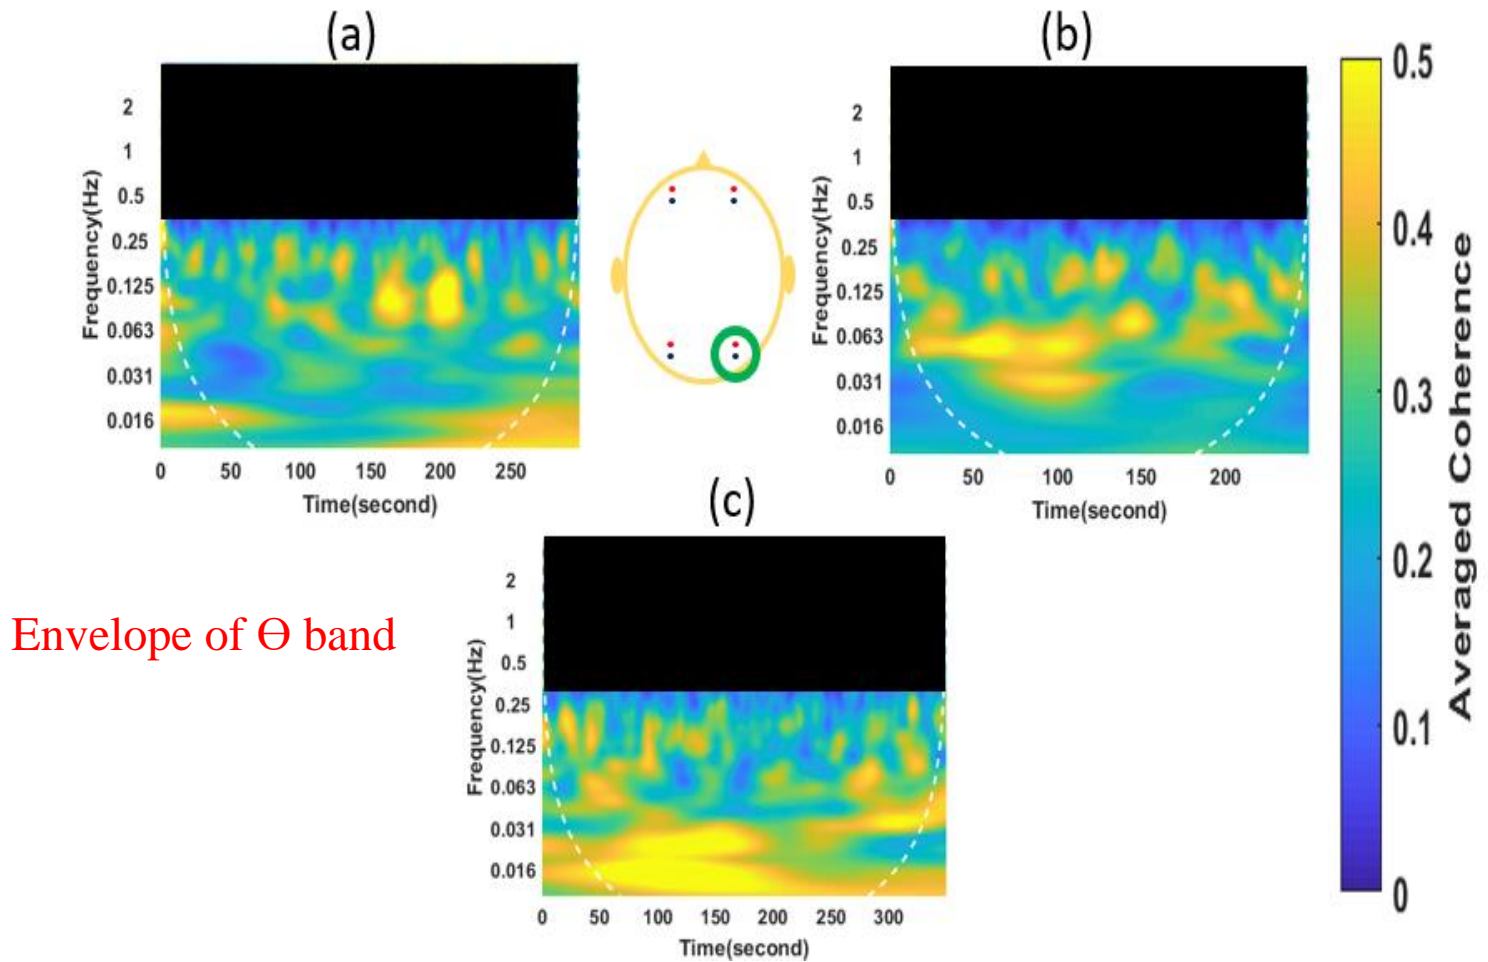 (a)
2
1
0.5
0.25
0.125
0.063
0.031
0.016
Frequency(Hz)
0 50 100 150 200 250
Time(second)
(b)
2
1
0.5
0.25
0.125
0.063
0.031
0.016
Frequency(Hz)
0 50 100 150 200
Time(second)
0.5
0.4
0.3
0.2
0.1
0
Averaged Coherence
Envelope of Θ band
(c)
2
1
0.5
0.25
0.125
0.063
0.031
0.016
Frequency(Hz)
0 50 100 150 200 250 300
Time(second)